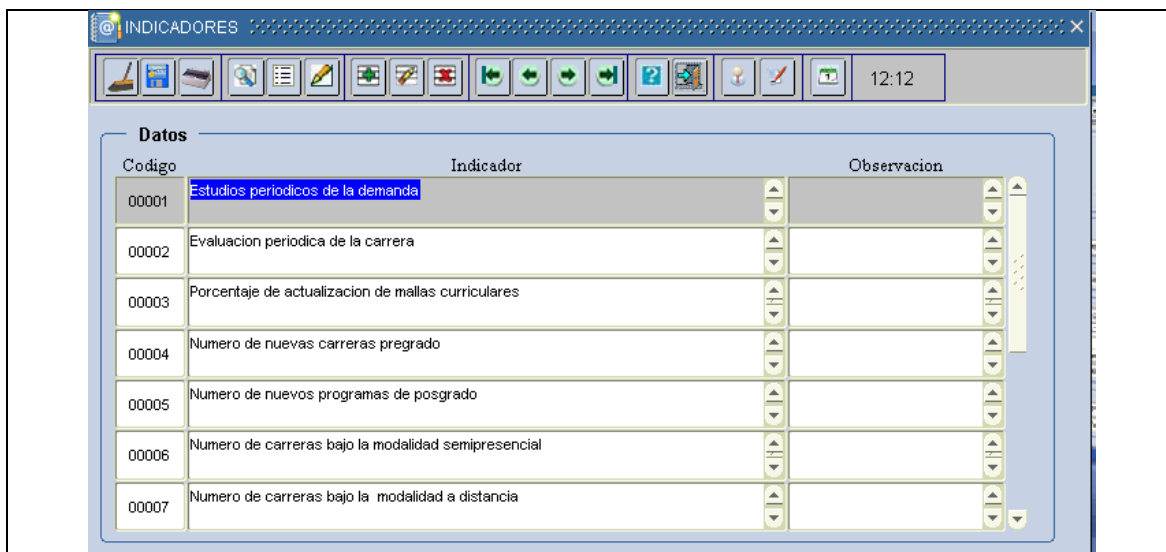 INDICADORES
12:12
Datos
Codigo Indicador Observacion
00001 Estudios periodicos de la demanda
00002 Evaluacion periodica de la carrera
00003 Porcentaje de actualizacion de mallas curriculares
00004 Numero de nuevas carreras pregrado
00005 Numero de nuevos programas de posgrado
00006 Numero de carreras bajo la modalidad semipresencial
00007 Numero de carreras bajo la modalidad a distancia